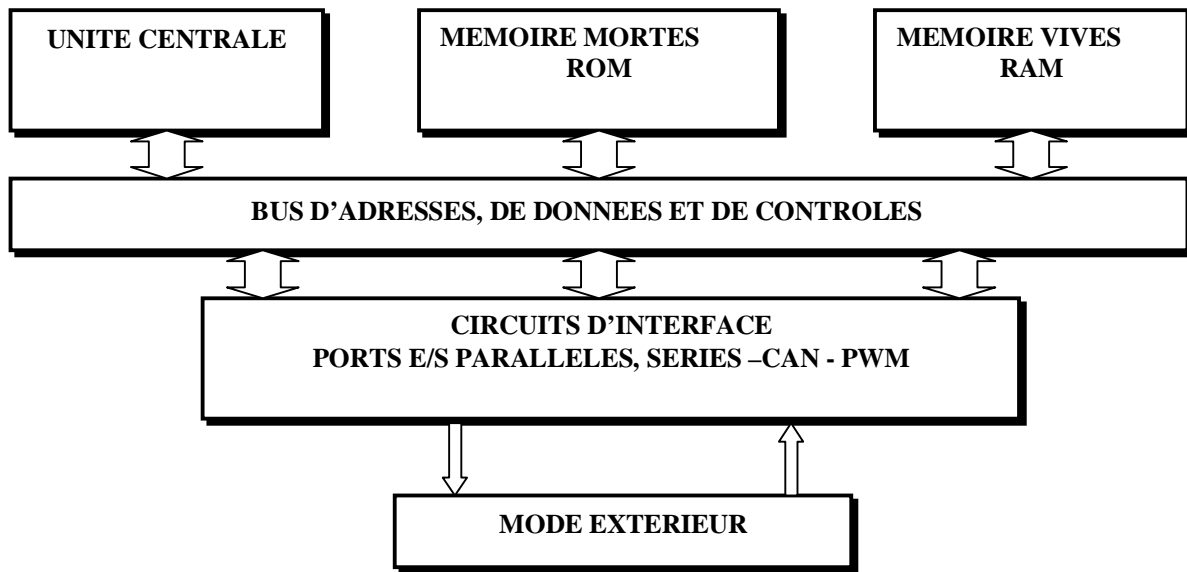 UNITE CENTRALE
MEMOIRE MORTES
ROM
MEMOIRE VIVES
RAM
BUS D’ADRESSES, DE DONNEES ET DE CONTROLES
CIRCUITS D’INTERFACE
PORTS E/S PARALLELES, SERIES –CAN - PWM
MODE EXTERIEUR